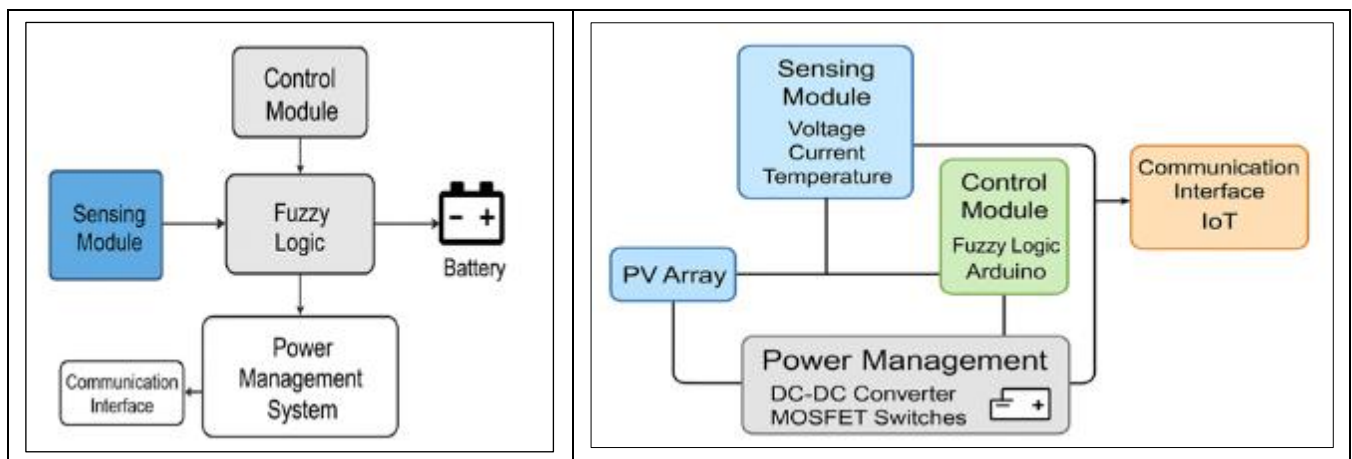 Control
Module
Sensing
Module
Fuzzy
Logic
Battery
Power
Management
System
Communication
Interface
Sensing
Module
Voltage
Current
Temperature
Control
Module
Fuzzy Logic
Arduino
Communication
Interface
IoT
PV Array
Power Management
DC-DC Converter
MOSFET Switches